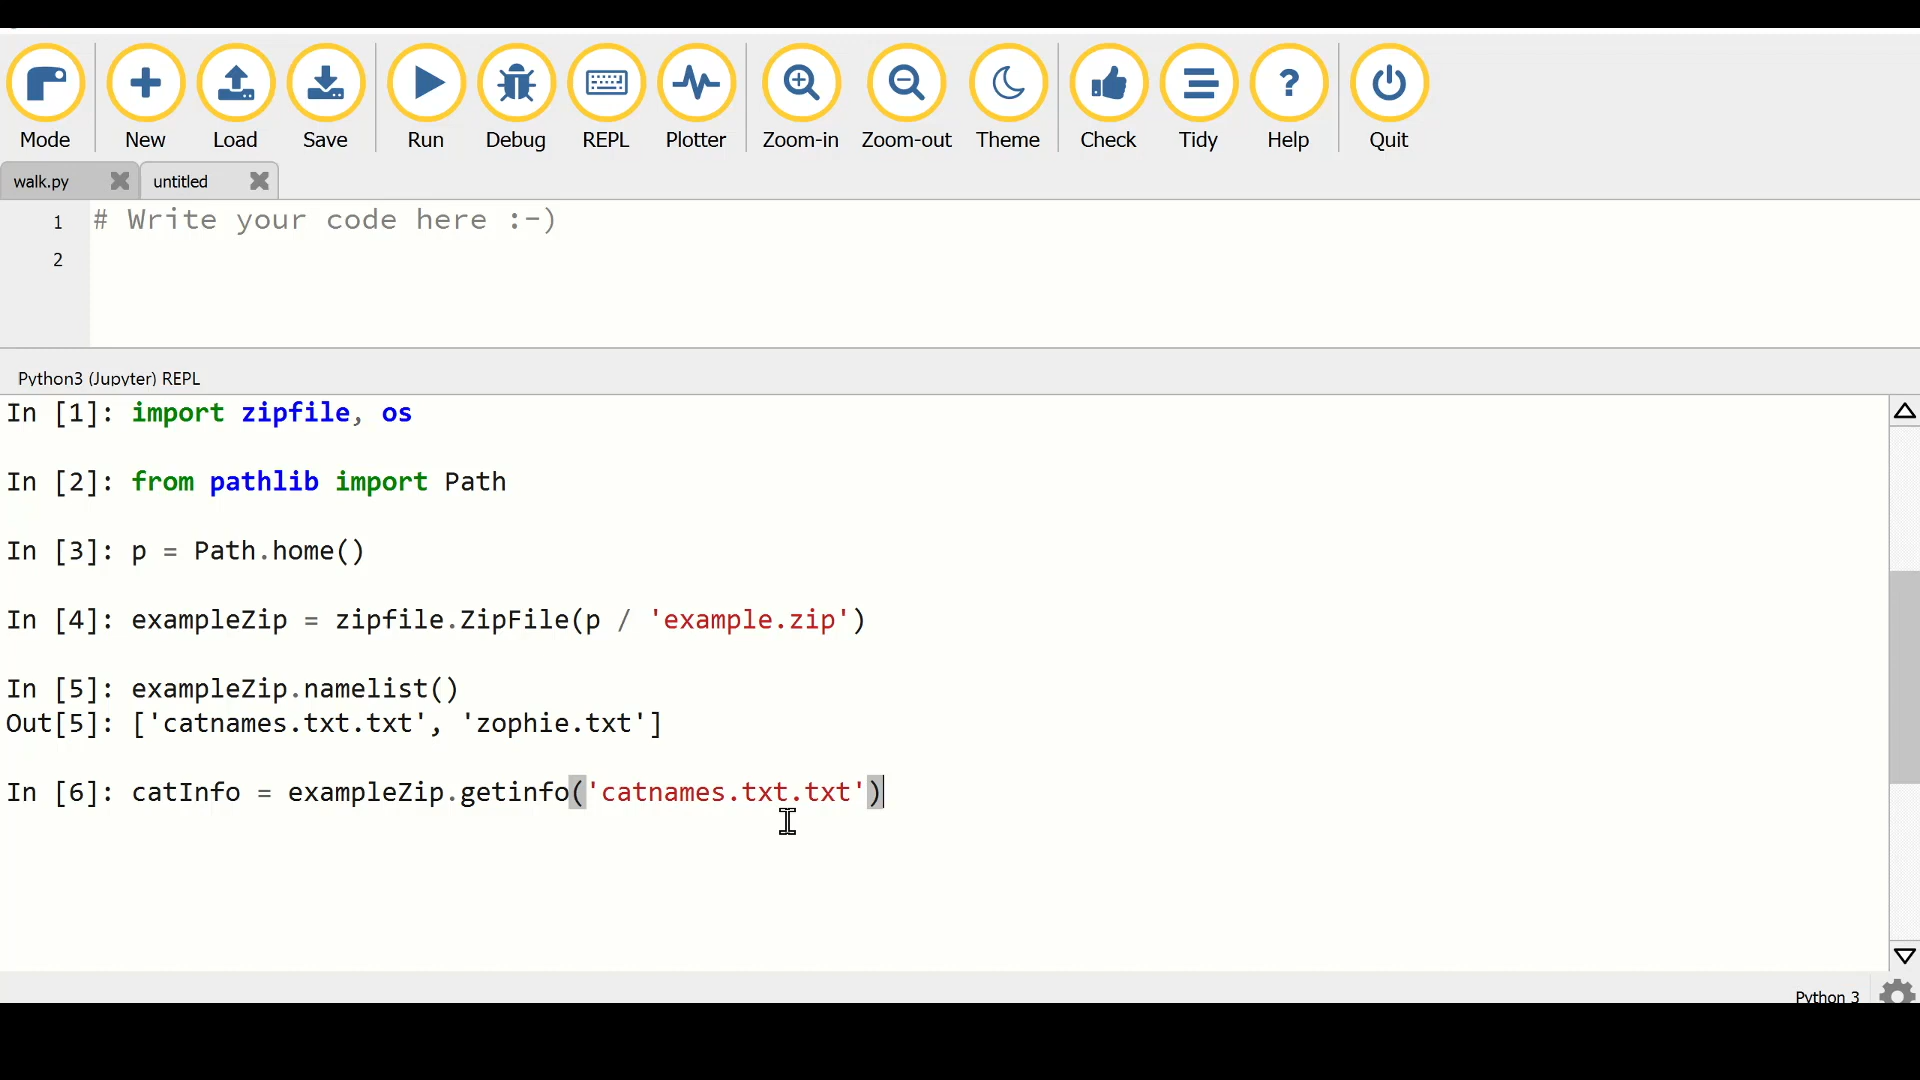 Mode New Load Save Run Debug REPL Plotter Zoom-in Zoom-out Theme Check Tidy Help Quit
walk.py untitled
1 # Write your code here :-)
2
Python3 (Jupyter) REPL
In [1]: import zipfile, os
In [2]: from pathlib import Path
In [3]: p = Path.home()
In [4]: exampleZip = zipfile.ZipFile(p / 'example.zip')
In [5]: exampleZip.namelist()
Out[5]: ['catnames.txt.txt', 'zophie.txt']
In [6]: catInfo = exampleZip.getinfo('catnames.txt.txt')
Python 3